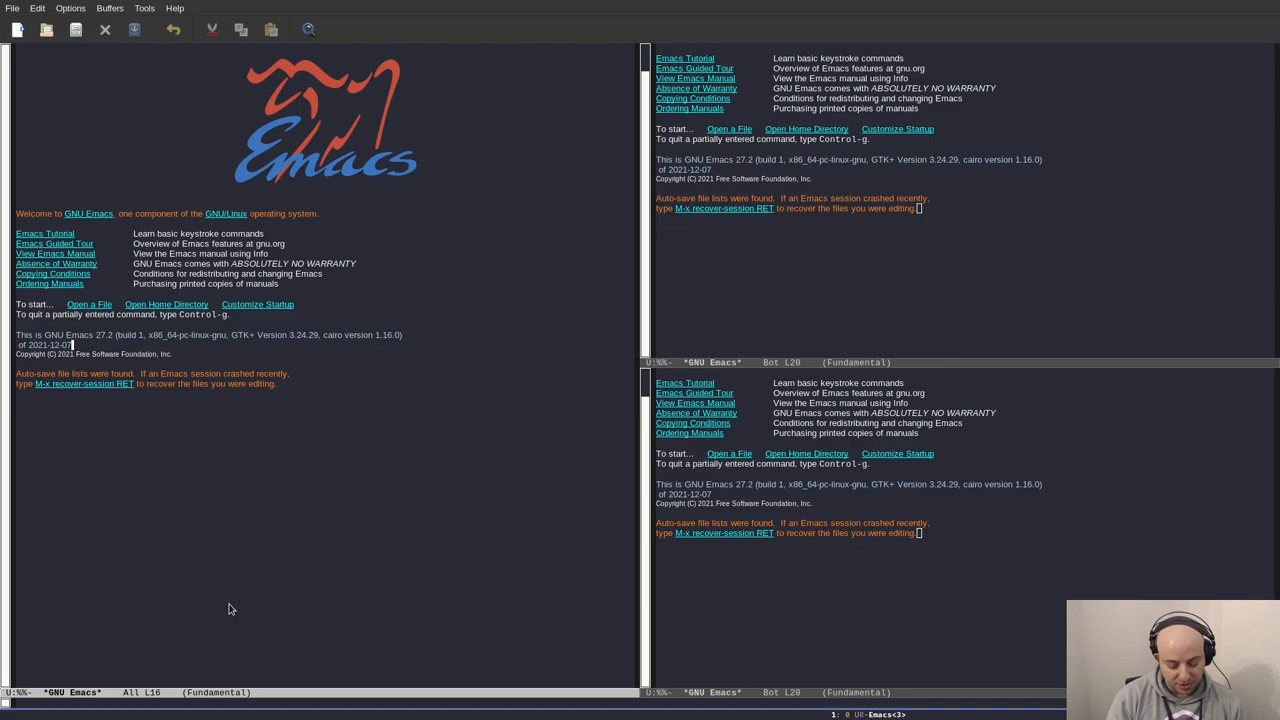 File Edit Options Buffers Tools Help
Emacs
Welcome to GNU Emacs, one component of the GNU/Linux operating system.
Emacs Tutorial Learn basic keystroke commands
Emacs Guided Tour Overview of Emacs features at gnu.org
View Emacs Manual View the Emacs manual using Info
Absence of Warranty GNU Emacs comes with ABSOLUTELY NO WARRANTY
Copying Conditions Conditions for redistributing and changing Emacs
Ordering Manuals Purchasing printed copies of manuals
To start... Open a File Open Home Directory Customize Startup
To quit a partially entered command, type Control-g.
This is GNU Emacs 27.2 (build 1, x86_64-pc-linux-gnu, GTK+ Version 3.24.29, cairo version 1.16.0)
of 2021-12-07
Copyright (C) 2021 Free Software Foundation, Inc.
Auto-save file lists were found. If an Emacs session crashed recently,
type M-x recover-session RET to recover the files you were editing.
U:%%- *GNU Emacs* All L16 (Fundamental)
Emacs Tutorial Learn basic keystroke commands
Emacs Guided Tour Overview of Emacs features at gnu.org
View Emacs Manual View the Emacs manual using Info
Absence of Warranty GNU Emacs comes with ABSOLUTELY NO WARRANTY
Copying Conditions Conditions for redistributing and changing Emacs
Ordering Manuals Purchasing printed copies of manuals
To start... Open a File Open Home Directory Customize Startup
To quit a partially entered command, type Control-g.
This is GNU Emacs 27.2 (build 1, x86_64-pc-linux-gnu, GTK+ Version 3.24.29, cairo version 1.16.0)
of 2021-12-07
Copyright (C) 2021 Free Software Foundation, Inc.
Auto-save file lists were found. If an Emacs session crashed recently,
type M-x recover-session RET to recover the files you were editing.
U:%%- *GNU Emacs* Bot L20 (Fundamental)
Emacs Tutorial Learn basic keystroke commands
Emacs Guided Tour Overview of Emacs features at gnu.org
View Emacs Manual View the Emacs manual using Info
Absence of Warranty GNU Emacs comes with ABSOLUTELY NO WARRANTY
Copying Conditions Conditions for redistributing and changing Emacs
Ordering Manuals Purchasing printed copies of manuals
To start... Open a File Open Home Directory Customize Startup
To quit a partially entered command, type Control-g.
This is GNU Emacs 27.2 (build 1, x86_64-pc-linux-gnu, GTK+ Version 3.24.29, cairo version 1.16.0)
of 2021-12-07
Copyright (C) 2021 Free Software Foundation, Inc.
Auto-save file lists were found. If an Emacs session crashed recently,
type M-x recover-session RET to recover the files you were editing.
U:%%- *GNU Emacs* Bot L20 (Fundamental)
1: 0 UR-Emacs<3>